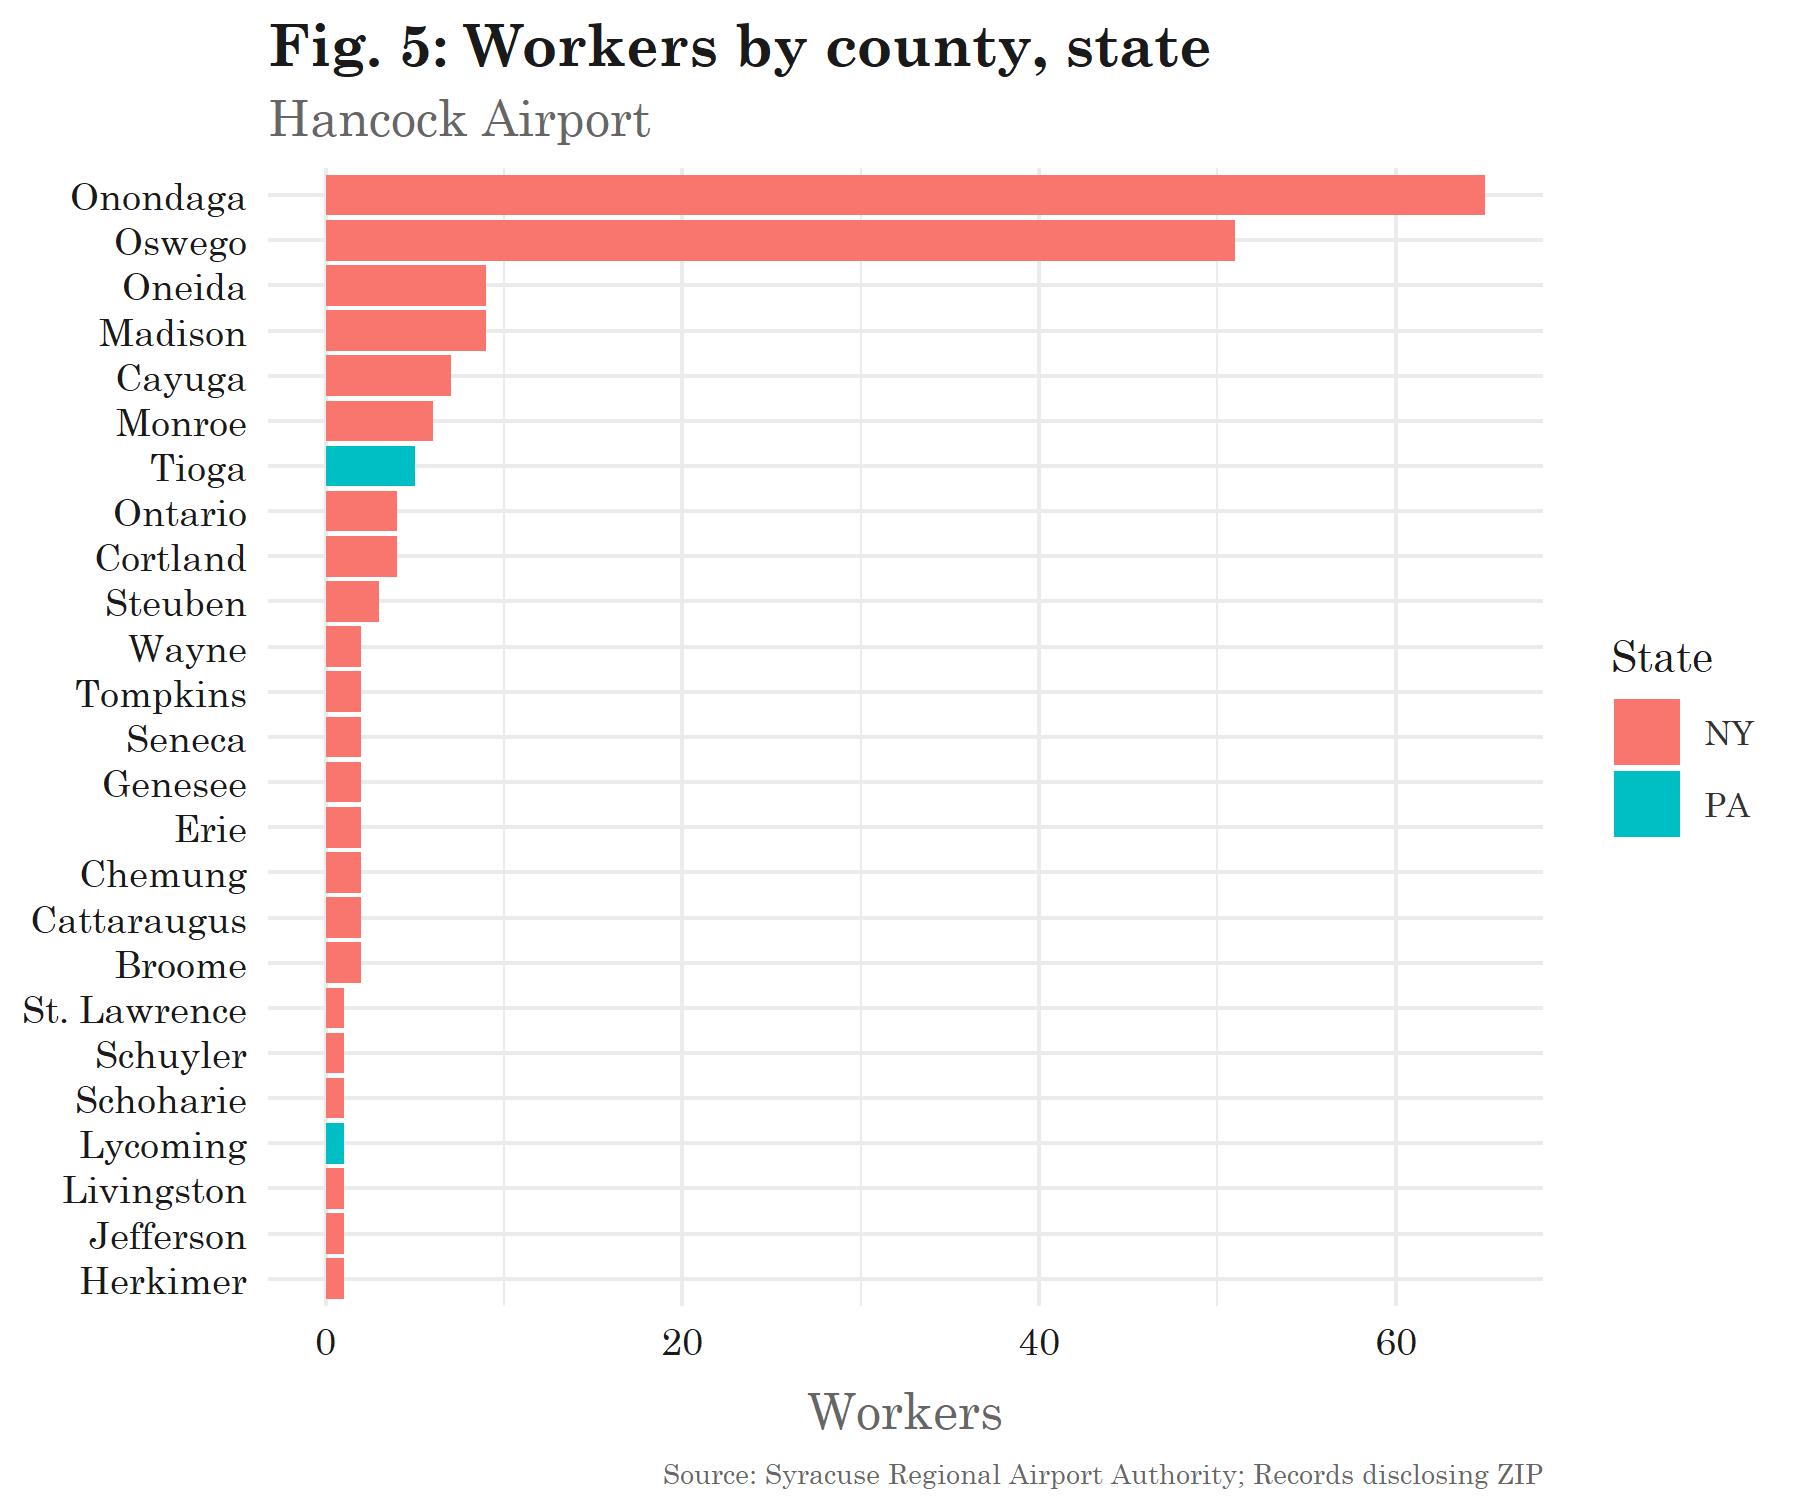 Fig. 5: Workers by county, state
Hancock Airport
Onondaga
Oswego
Oneida
Madison
Cayuga
Monroe
Tioga
Ontario
Cortland
Steuben
Wayne
Tompkins
Seneca
Genesee
Erie
Chemung
Cattaraugus
Broome
St. Lawrence
Schuyler
Schoharie
Lycoming
Livingston
Jefferson
Herkimer
0 20 40 60
Workers
State
NY
PA
Source: Syracuse Regional Airport Authority; Records disclosing ZIP